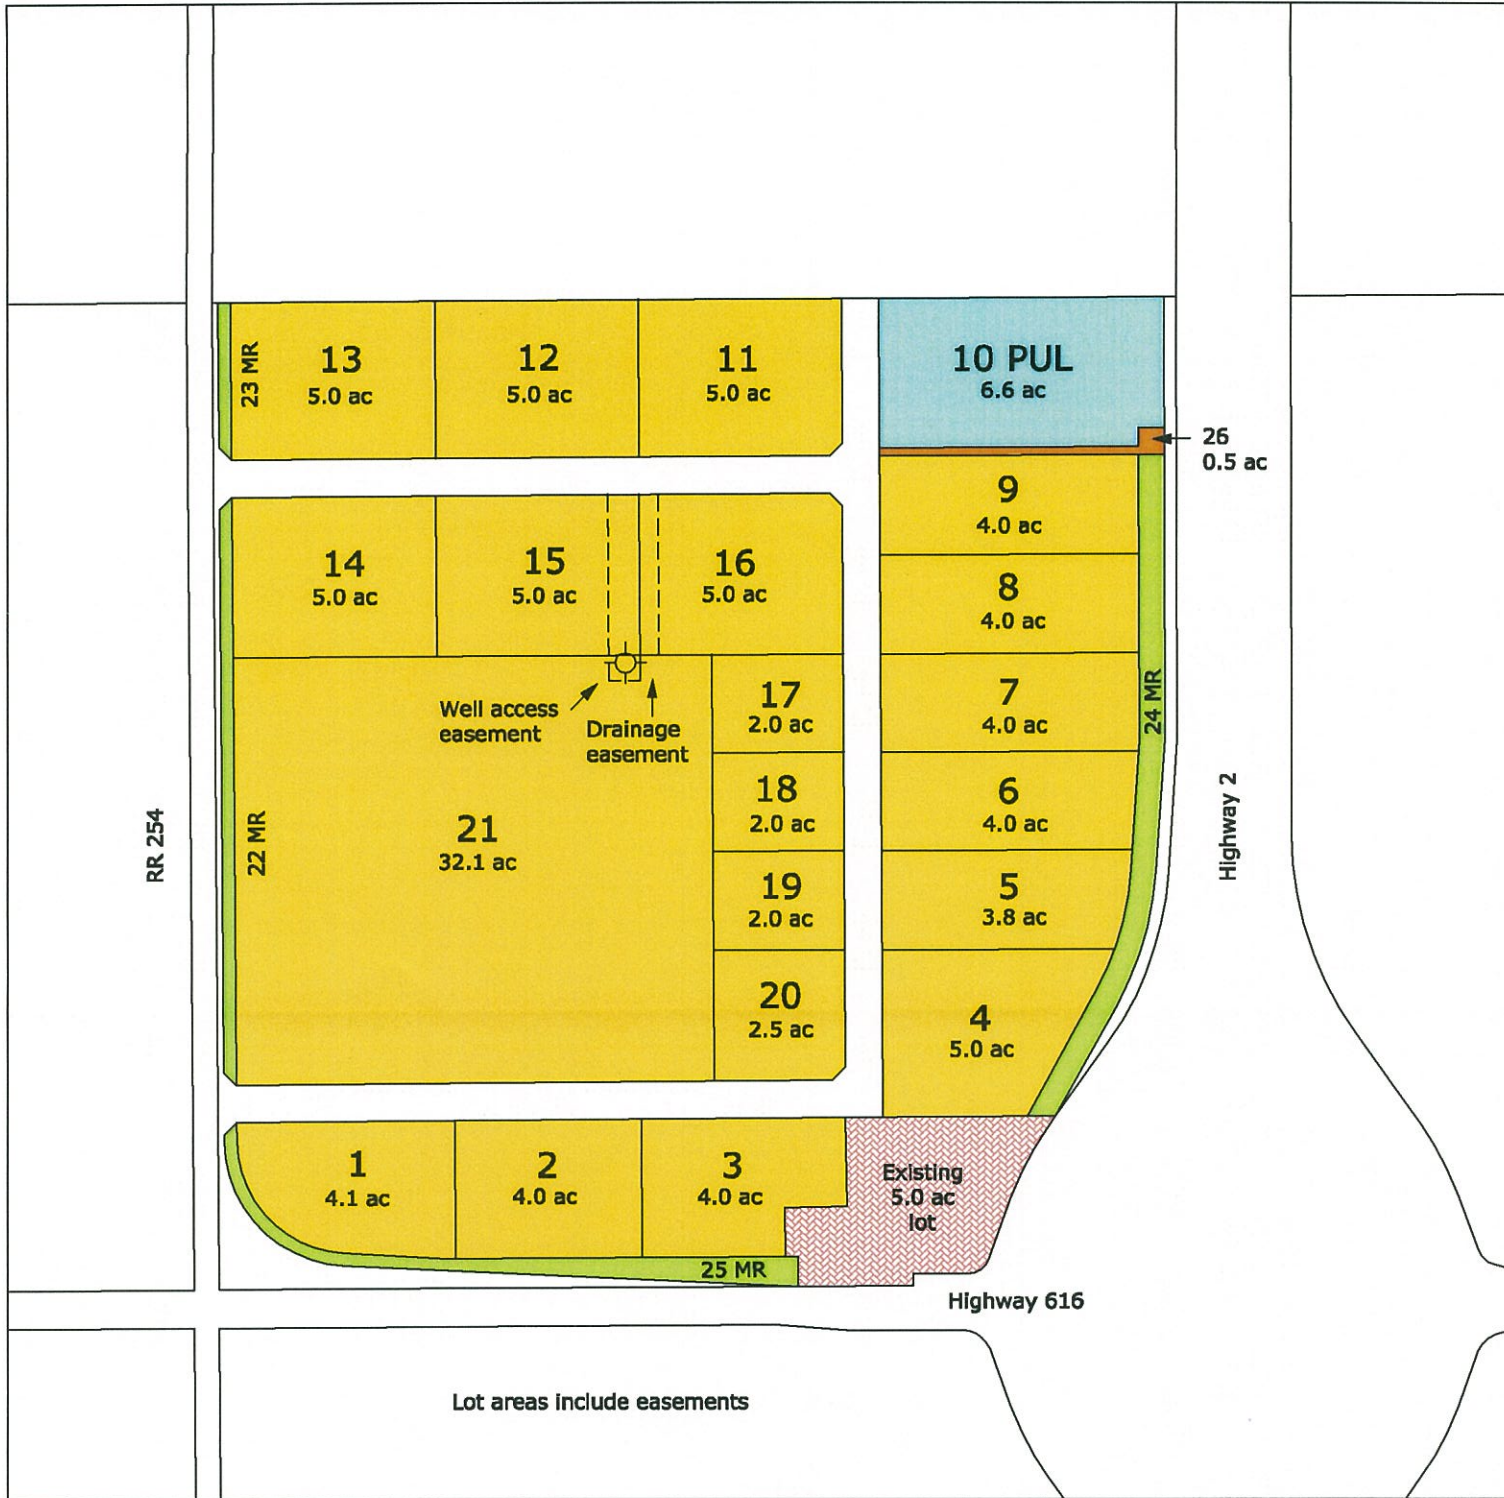 23 MR
13
5.0 ac
12
5.0 ac
11
5.0 ac
10 PUL
6.6 ac
26
0.5 ac
9
4.0 ac
14
5.0 ac
15
5.0 ac
16
5.0 ac
8
4.0 ac
Well access
easement
Drainage
easement
17
2.0 ac
7
4.0 ac
24 MR
18
2.0 ac
6
4.0 ac
RR 254
22 MR
21
32.1 ac
Highway 2
19
2.0 ac
5
3.8 ac
20
2.5 ac
4
5.0 ac
1
4.1 ac
2
4.0 ac
3
4.0 ac
Existing
5.0 ac
lot
25 MR
Highway 616
Lot areas include easements